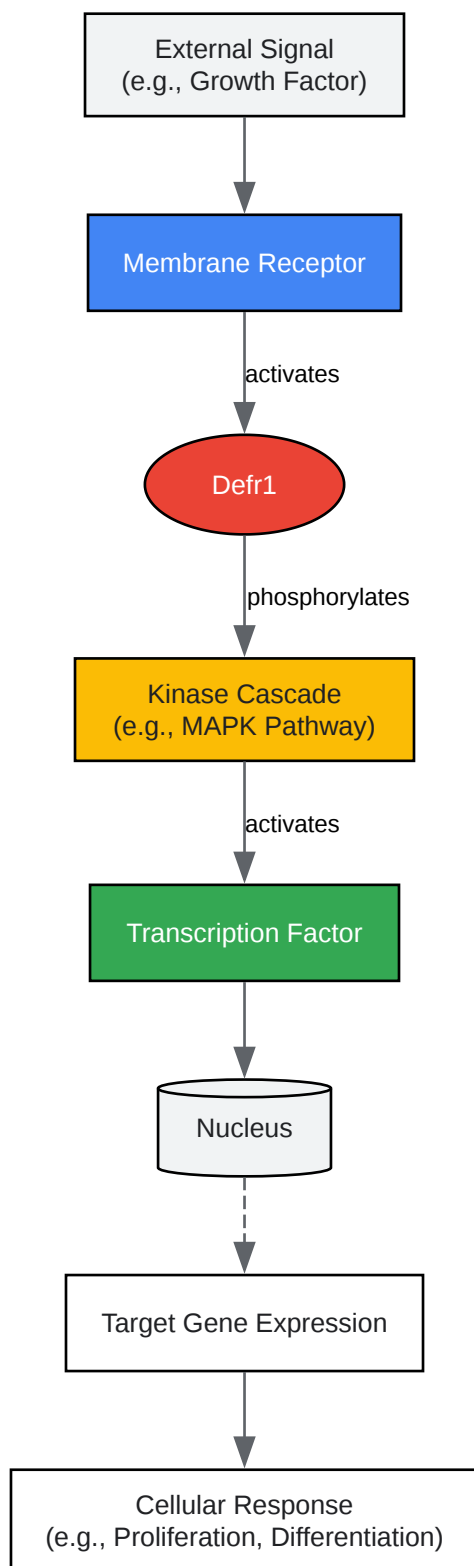 External Signal
(e.g., Growth Factor)
Membrane Receptor
activates
Defr1
phosphorylates
Kinase Cascade
(e.g., MAPK Pathway)
activates
Transcription Factor
Nucleus
Target Gene Expression
Cellular Response
(e.g., Proliferation, Differentiation)